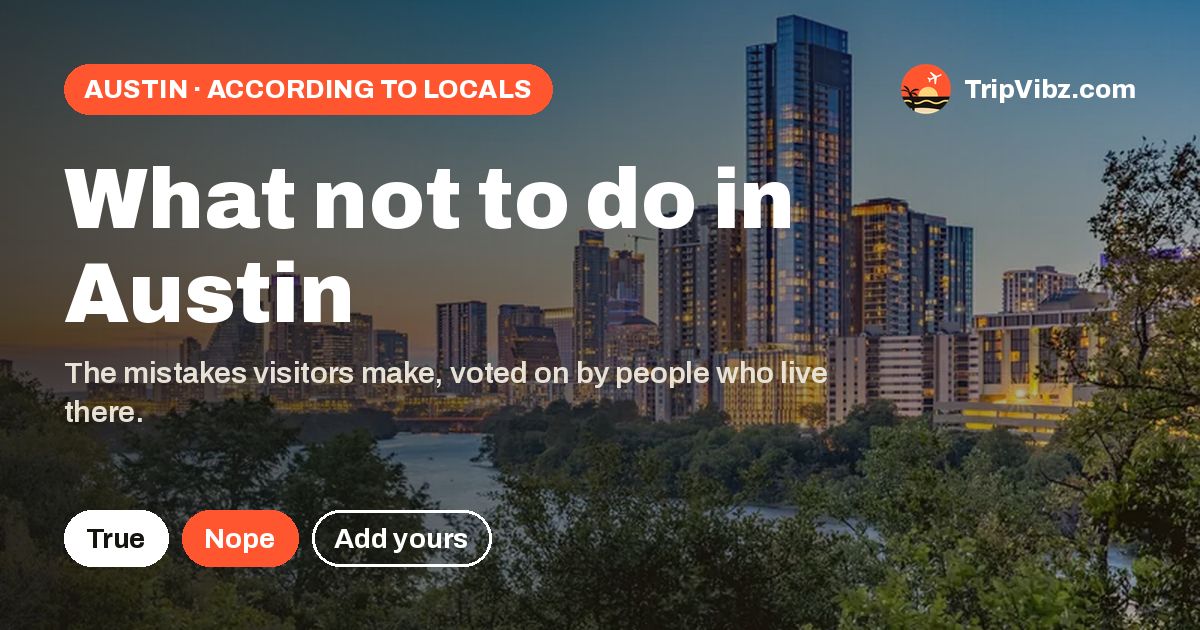 AUSTIN · ACCORDING TO LOCALS
TripVibz.com
What not to do in
Austin
The mistakes visitors make, voted on by people who live
there.
True
Nope
Add yours